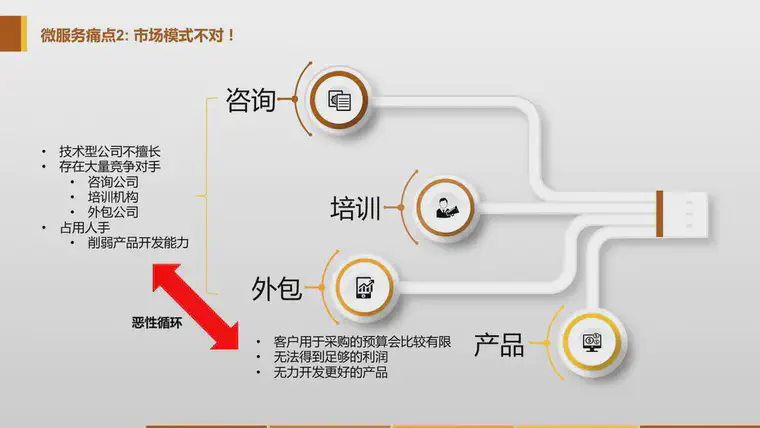 微服务痛点2: 市场模式不对！
咨询
• 技术型公司不擅长
• 存在大量竞争对手
• 咨询公司
• 培训机构
• 外包公司
• 占用人手
• 削弱产品开发能力
培训
外包
恶性循环
• 客户用于采购的预算会比较有限
• 无法得到足够的利润
• 无力开发更好的产品
产品